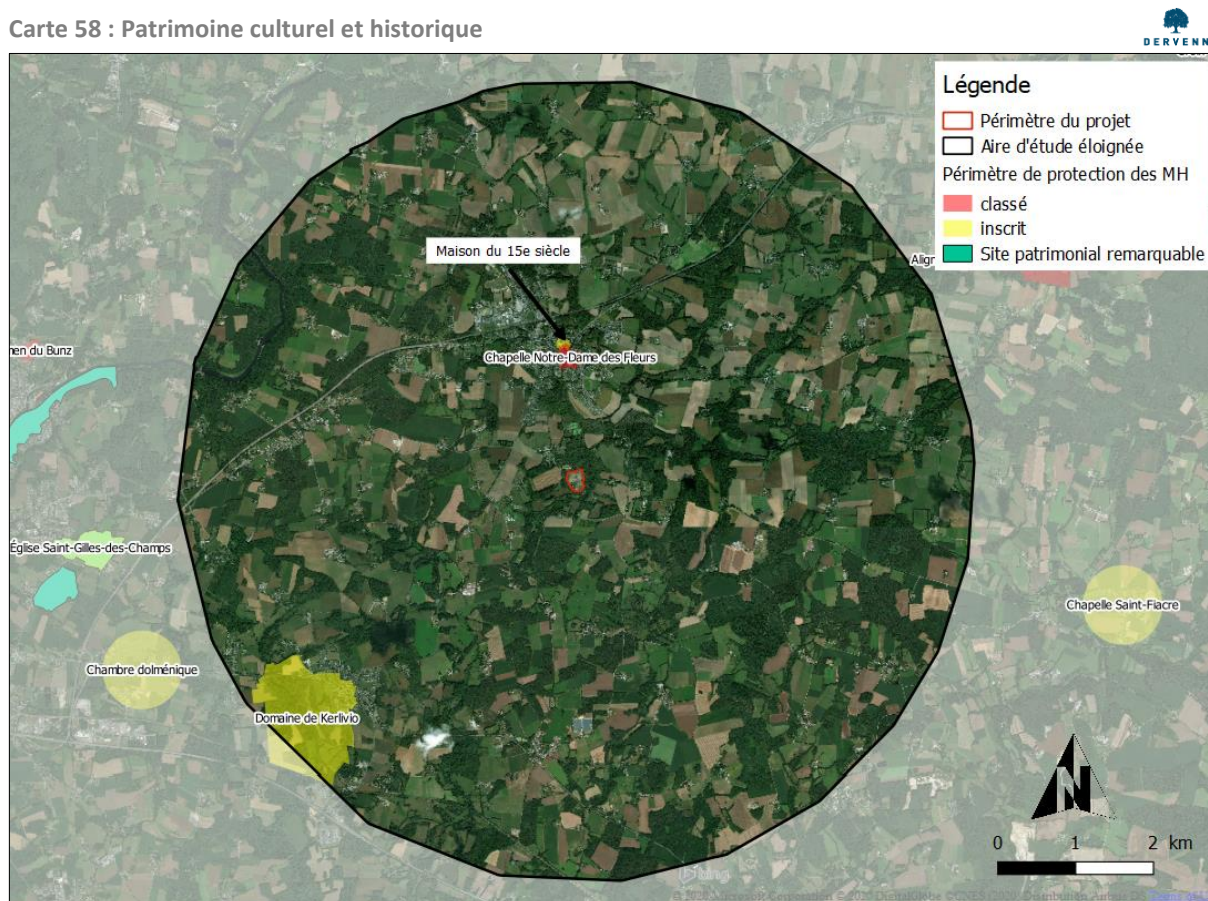 Carte 58 : Patrimoine culturel et historique
DERVENN
Légende
Périmètre du projet
Aire d'étude éloignée
Périmètre de protection des MH
classé
inscrit
Site patrimonial remarquable
Maison du 15e siècle
Chapelle Notre-Dame des Fleurs
du Bunz
Église Saint-Gilles-des-Champs
Chapelle Saint-Fiacre
Chambre dolménique
Domaine de Kerlivio
N
0 1 2 km